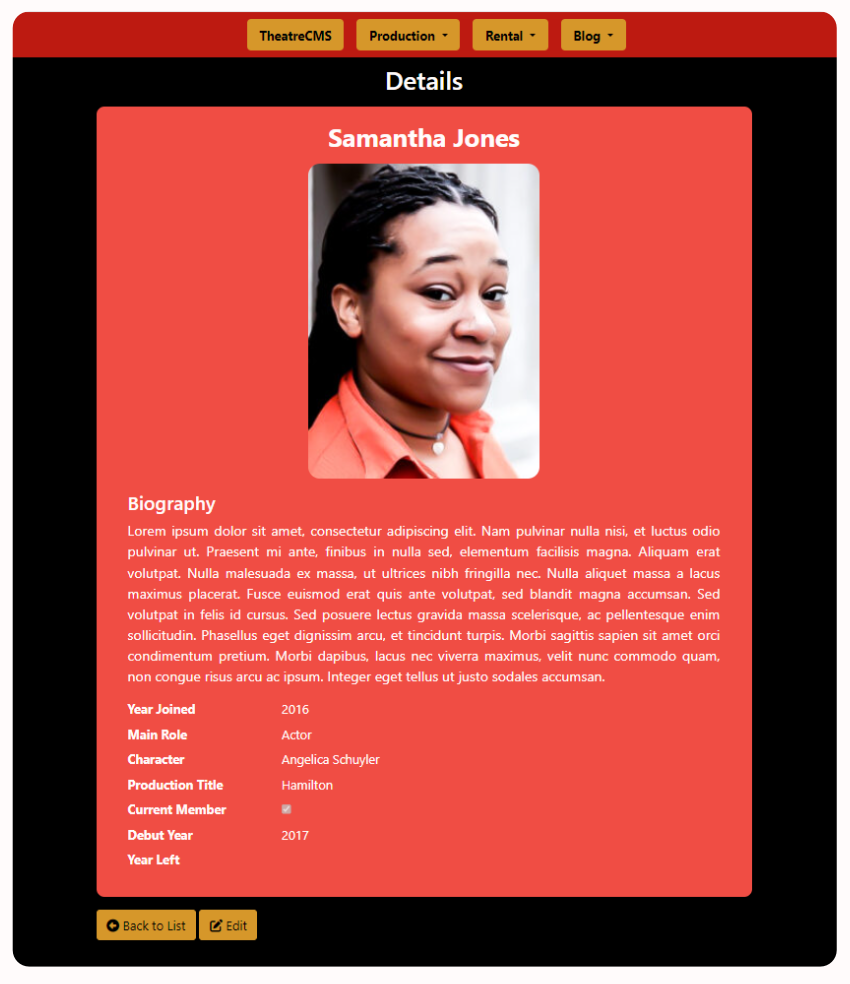 TheatreCMS Production Rental Blog
Details
Samantha Jones
Biography
Lorem ipsum dolor sit amet, consectetur adipiscing elit. Nam pulvinar nulla nisi, et luctus odio
pulvinar ut. Praesent mi ante, finibus in nulla sed, elementum facilisis magna. Aliquam erat
volutpat. Nulla malesuada ex massa, ut ultrices nibh fringilla nec. Nulla aliquet massa a lacus
maximus placerat. Fusce euismod erat quis ante volutpat, sed blandit magna accumsan. Sed
volutpat in felis id cursus. Sed posuere lectus gravida massa scelerisque, ac pellentesque enim
sollicitudin. Phasellus eget dignissim arcu, et tincidunt turpis. Morbi sagittis sapien sit amet orci
condimentum pretium. Morbi dapibus, lacus nec viverra maximus, velit nunc commodo quam,
non congue risus arcu ac ipsum. Integer eget tellus ut justo sodales accumsan.
Year Joined 2016
Main Role Actor
Character Angelica Schuyler
Production Title Hamilton
Current Member
Debut Year 2017
Year Left
Back to List Edit